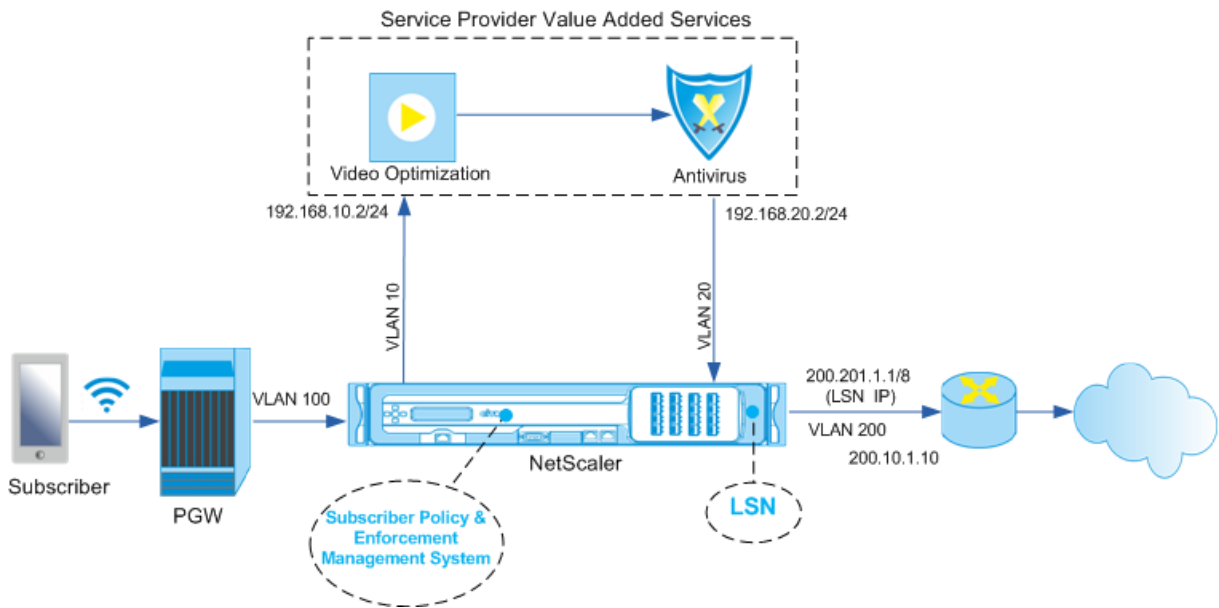 Service Provider Value Added Services
Video Optimization
Antivirus
192.168.10.2/24
192.168.20.2/24
VLAN 10
VLAN 20
VLAN 100
200.201.1.1/8
(LSN IP)
VLAN 200
200.10.1.10
NetScaler
Subscriber
PGW
Subscriber Policy &
Enforcement
Management System
LSN